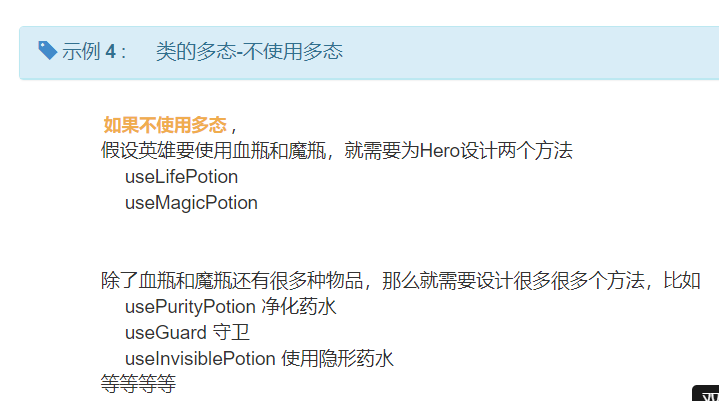 示例 4 : 类的多态-不使用多态
如果不使用多态，
假设英雄要使用血瓶和魔瓶，就需要为Hero设计两个方法
useLifePotion
useMagicPotion
除了血瓶和魔瓶还有很多种物品，那么就需要设计很多很多个方法，比如
usePurityPotion 净化药水
useGuard 守卫
useInvisiblePotion 使用隐形药水
等等等等